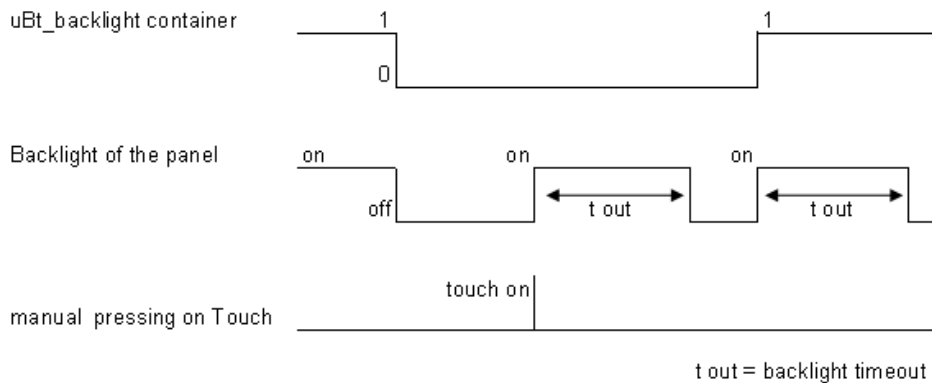 uBt_backlight container
1
1
0
Backlight of the panel
on
on
on
off
t out
t out
touch on
manual pressing on Touch
t out = backlight timeout